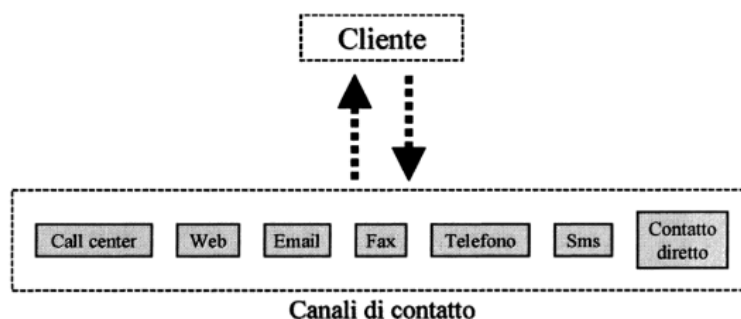 Cliente
Call center
Web
Email
Fax
Telefono
Sms
Contatto
diretto
Canali di contatto